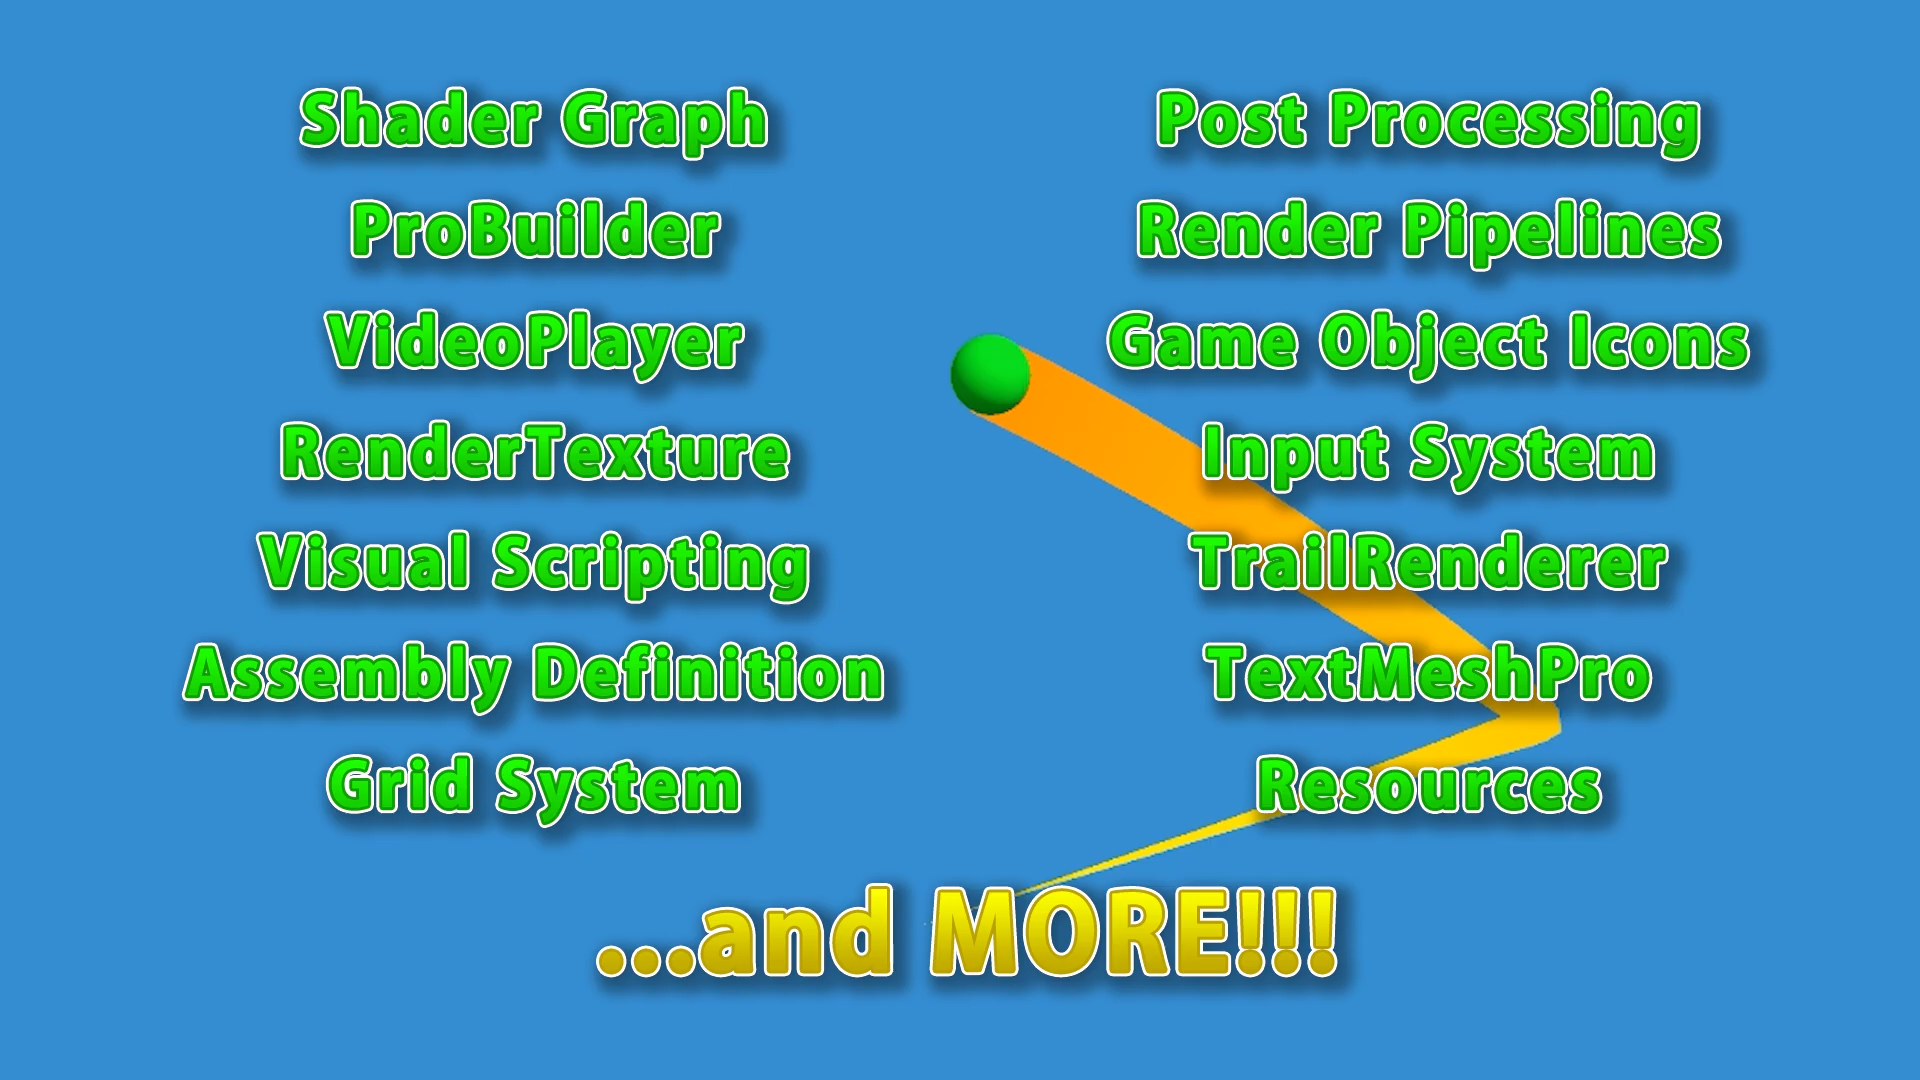 Shader Graph
ProBuilder
VideoPlayer
RenderTexture
Visual Scripting
Assembly Definition
Grid System
Post Processing
Render Pipelines
Game Object Icons
Input System
TrailRenderer
TextMeshPro
Resources
...and MORE!!!